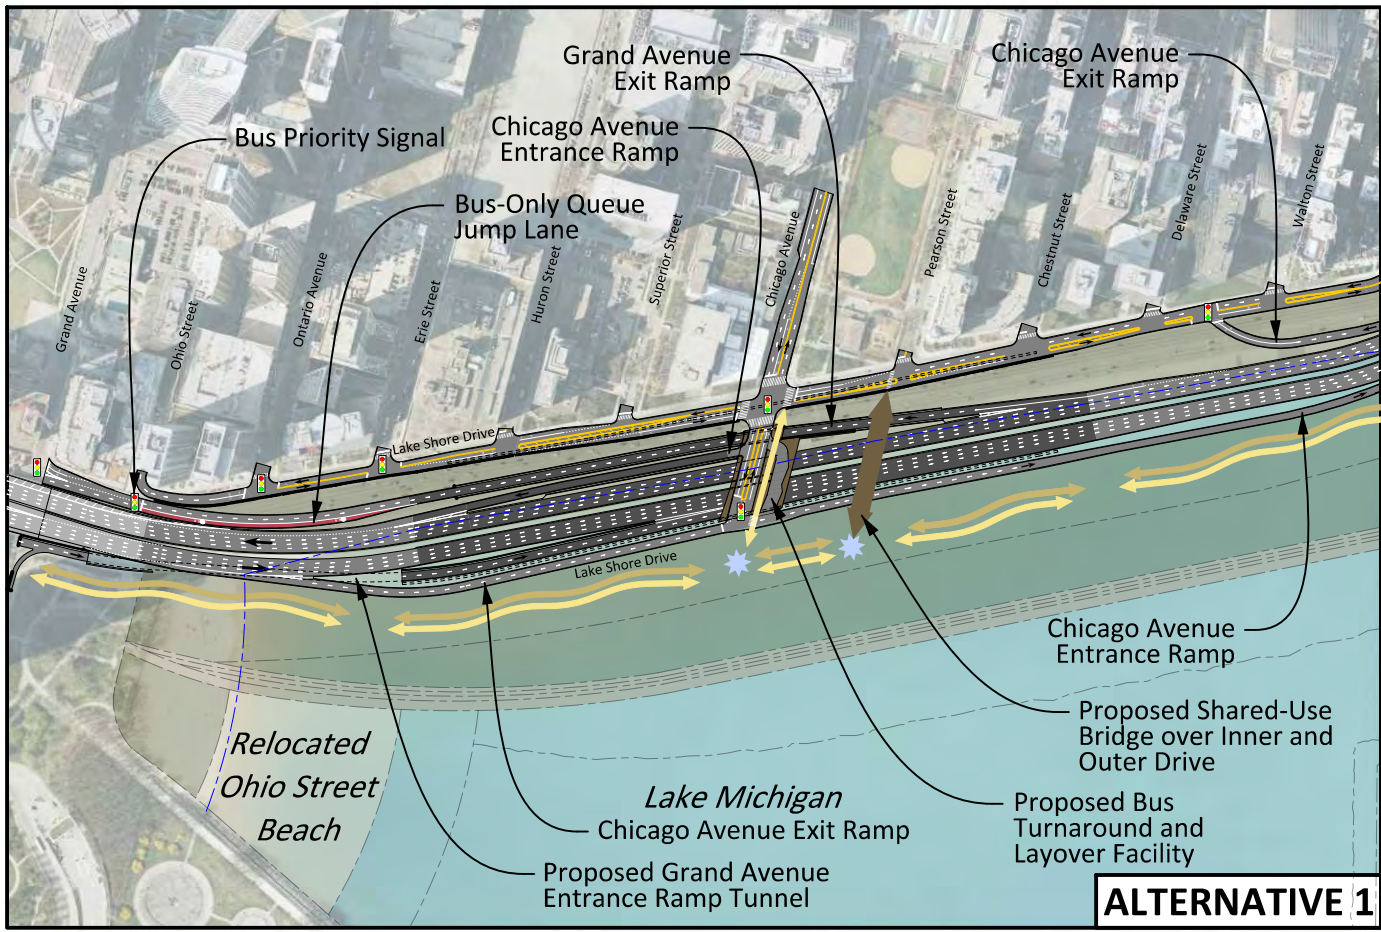 Grand Avenue
Exit Ramp
Chicago Avenue
Exit Ramp
Chicago Avenue
Entrance Ramp
Bus Priority Signal
Bus-Only Queue
Jump Lane
Grand Avenue
Ohio Street
Ontario Avenue
Erie Street
Huron Street
Superior Street
Chicago Avenue
Pearson Street
Chestnut Street
Delaware Street
Walton Street
Lake Shore Drive
Lake Shore Drive
Chicago Avenue
Entrance Ramp
Proposed Shared-Use
Bridge over Inner and
Outer Drive
Proposed Bus
Turnaround and
Layover Facility
Relocated
Ohio Street
Beach
Lake Michigan
Chicago Avenue Exit Ramp
Proposed Grand Avenue
Entrance Ramp Tunnel
ALTERNATIVE 1